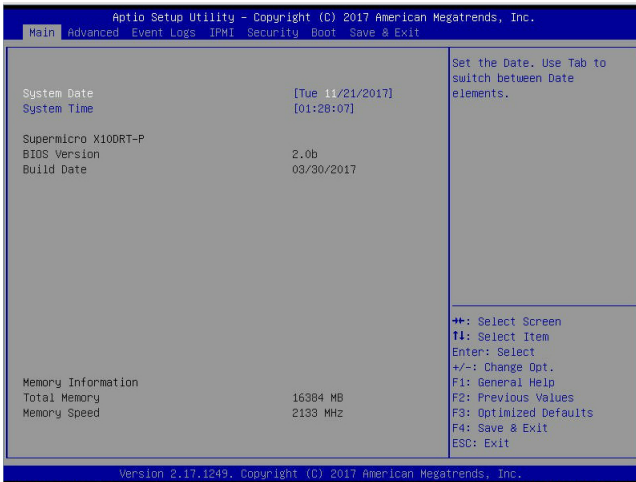 Aptio Setup Utility – Copyright (C) 2017 American Megatrends, Inc.
Main Advanced Event Logs IPMI Security Boot Save & Exit
System Date [Tue 11/21/2017]
System Time [01:28:07]
Supermicro X10DRT-P
BIOS Version 2.0b
Build Date 03/30/2017
Memory Information
Total Memory 16384 MB
Memory Speed 2133 MHz
Set the Date. Use Tab to
switch between Date
elements.
→←: Select Screen
↑↓: Select Item
Enter: Select
+/-: Change Opt.
F1: General Help
F2: Previous Values
F3: Optimized Defaults
F4: Save & Exit
ESC: Exit
Version 2.17.1249. Copyright (C) 2017 American Megatrends, Inc.